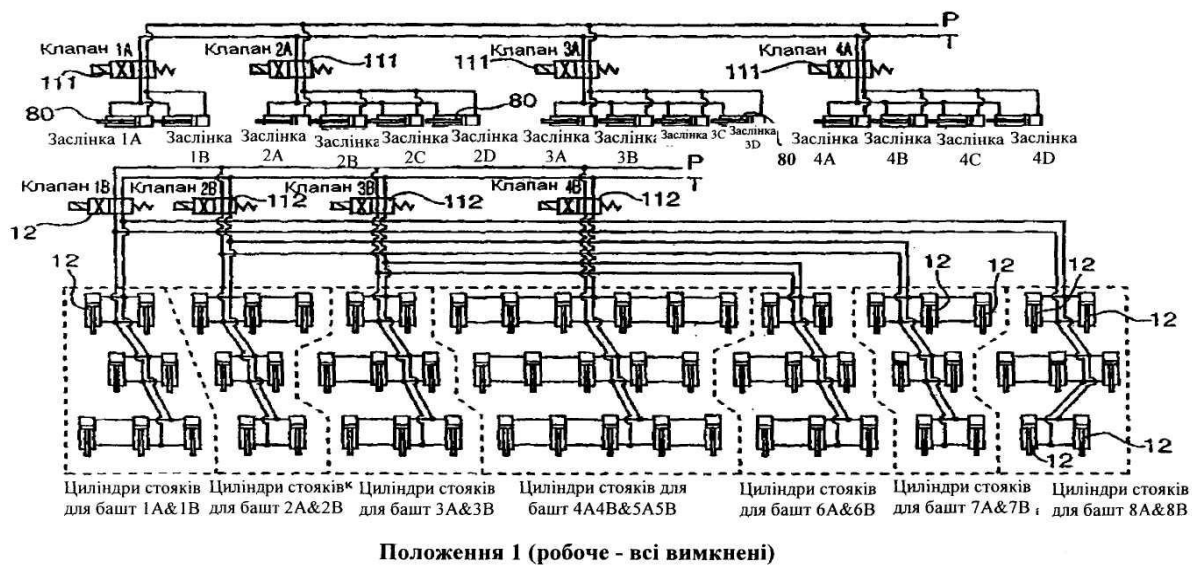 P
T
Клапан 1A
Клапан 2A
Клапан 3A
Клапан 4A
111
111
111
111
80
80
Заслінка 1A
Заслінка
1B
Заслінка
2A
Заслінка
2B
Заслінка
2C
Заслінка
2D
Заслінка
3A
Заслінка
3B
Заслінка 3C
Заслінка
3D
80
Заслінка
4A
Заслінка
4B
Заслінка
4C
Заслінка
4D
P
T
Клапан 1B
Клапан 2B
Клапан 3B
Клапан 4B
12
112
112
112
12
12
12
12
12
12
12
Циліндри стояків
для башт 1A&1B
Циліндри стояків
для башт 2A&2B
Циліндри стояків
для башт 3A&3B
Циліндри стояків для
башт 4A4B&5A5B
Циліндри стояків
для башт 6A&6B
Циліндри стояків
для башт 7A&7B
Циліндри стояків
для башт 8A&8B
Положення 1 (робоче - всі вимкнені)